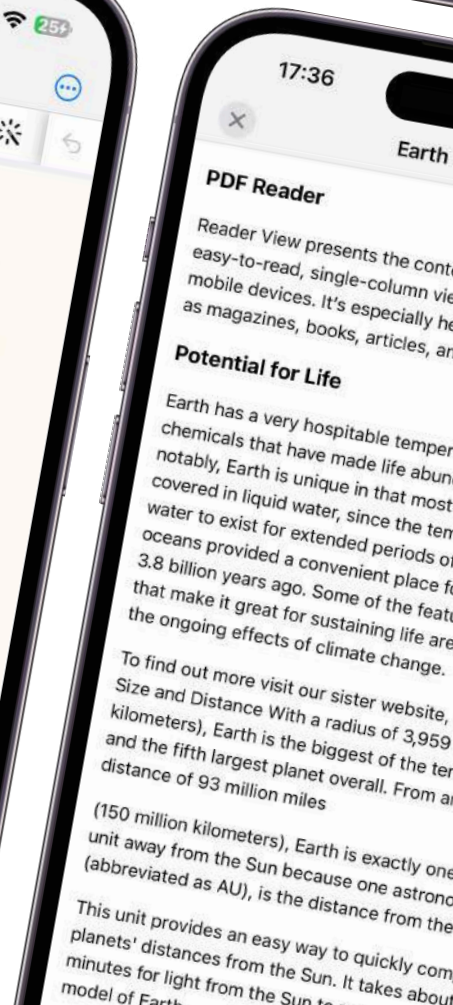 25
17:36
Earth
PDF Reader
Reader View presents the conte
easy-to-read, single-column vie
mobile devices. It's especially he
as magazines, books, articles, an
Potential for Life
Earth has a very hospitable temper
chemicals that have made life abun
notably, Earth is unique in that most
covered in liquid water, since the tem
water to exist for extended periods of
oceans provided a convenient place fo
3.8 billion years ago. Some of the featu
that make it great for sustaining life are
the ongoing effects of climate change.
To find out more visit our sister website,
Size and Distance With a radius of 3,959
kilometers), Earth is the biggest of the ter
and the fifth largest planet overall. From a
distance of 93 million miles
(150 million kilometers), Earth is exactly one
unit away from the Sun because one astrono
(abbreviated as AU), is the distance from the
This unit provides an easy way to quickly com
planets' distances from the Sun. It takes about
minutes for light from the Sun to
model of Earth